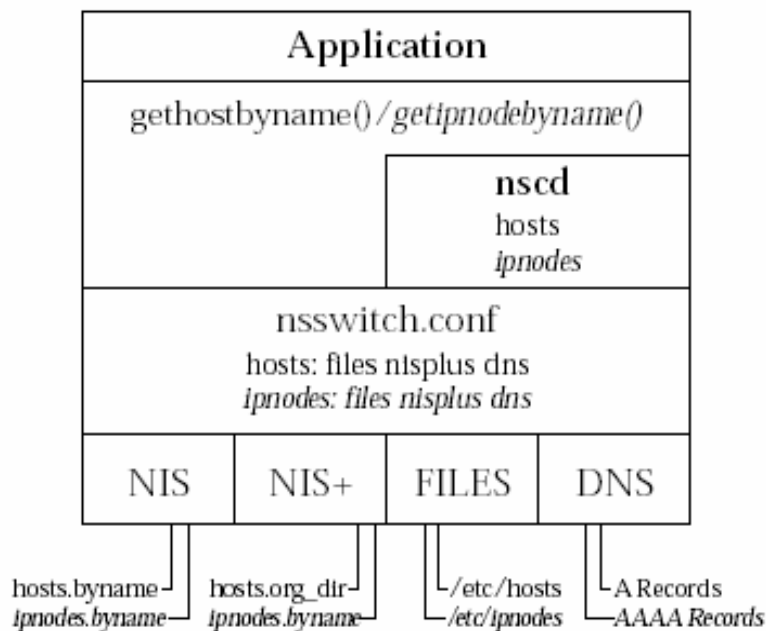 Application
gethostbyname()/getipnodebyname()
nscd
hosts
ipnodes
nsswitch.conf
hosts: files nisplus dns
ipnodes: files nisplus dns
NIS NIS+ FILES DNS
hosts.byname hosts.org_dir /etc/hosts A Records
ipnodes.byname ipnodes.byname /etc/ipnodes AAAA Records